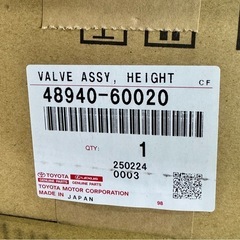 VALVE ASSY, HEIGHT CF
48940-60020
QTY: 1
250224
0003
TOYOTA LEXUS
GENUINE PARTS GENUINE PARTS
TOYOTA MOTOR CORPORATION
MADE IN JAPAN 98